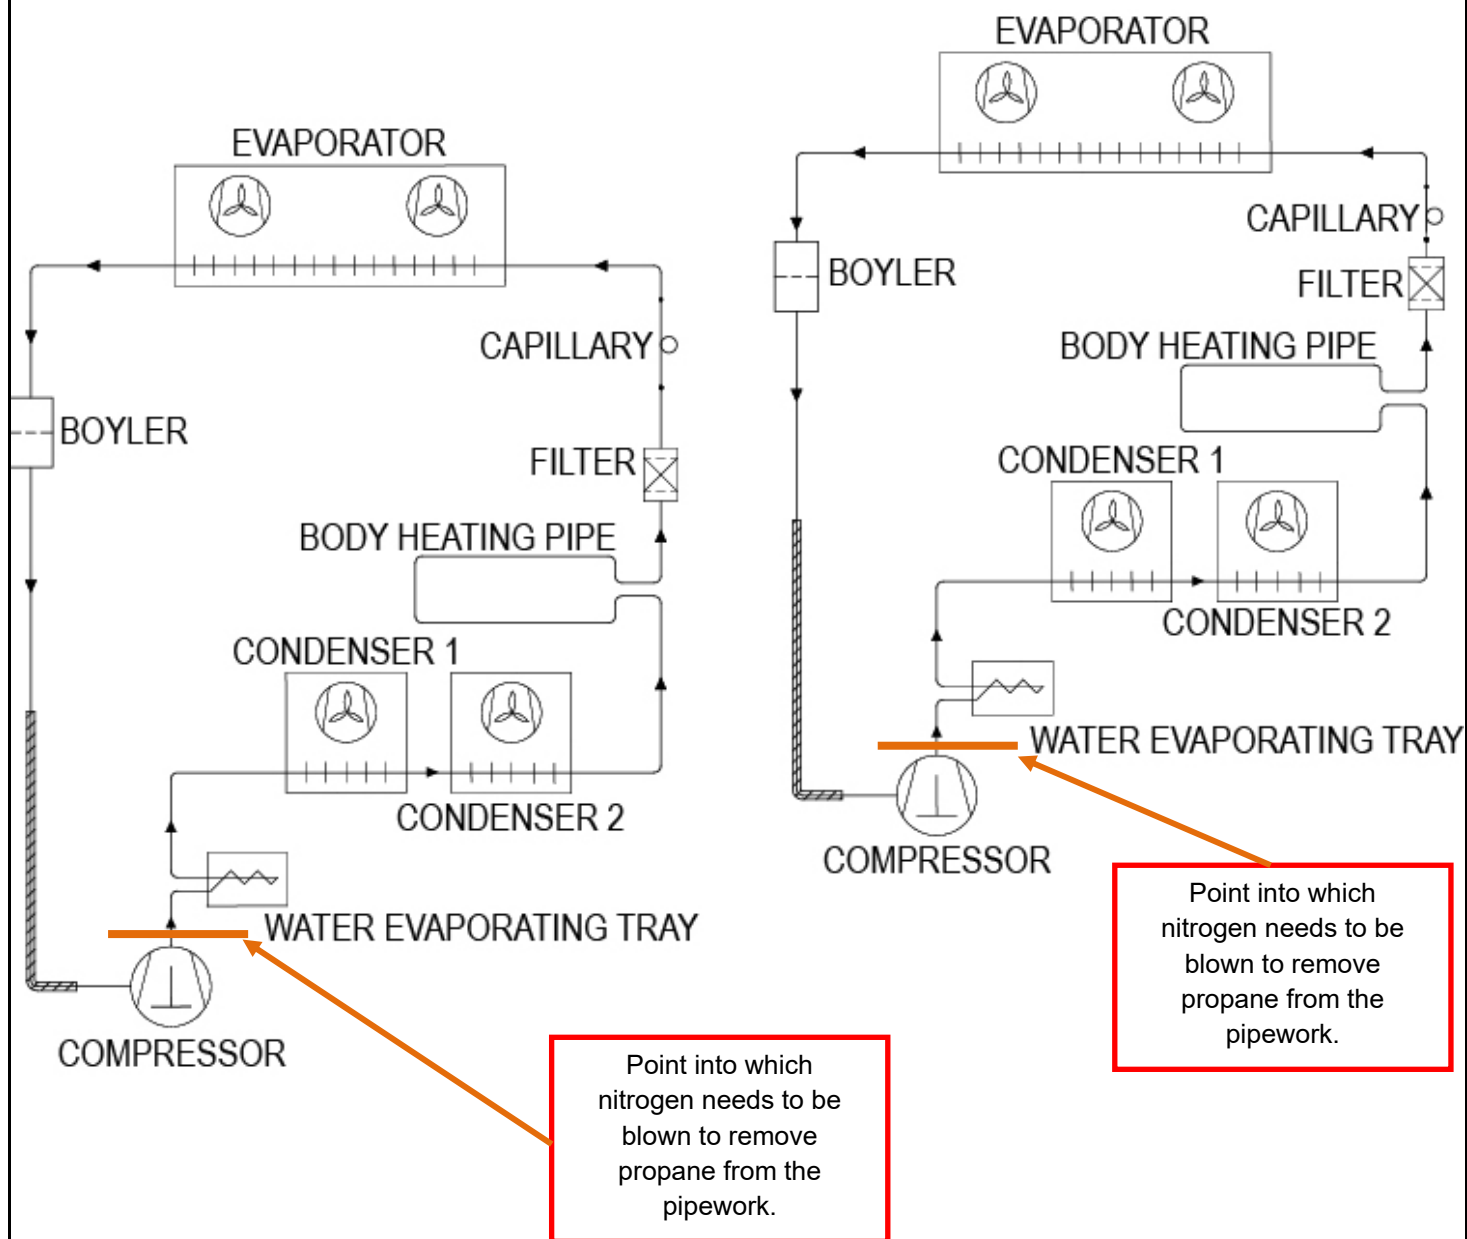 EVAPORATOR
CAPILLARY
BOYLER
FILTER
BODY HEATING PIPE
CONDENSER 1
CONDENSER 2
WATER EVAPORATING TRAY
COMPRESSOR
Point into which
nitrogen needs to be
blown to remove
propane from the
pipework.
EVAPORATOR
CAPILLARY
BOYLER
FILTER
BODY HEATING PIPE
CONDENSER 1
CONDENSER 2
WATER EVAPORATING TRAY
COMPRESSOR
Point into which
nitrogen needs to be
blown to remove
propane from the
pipework.